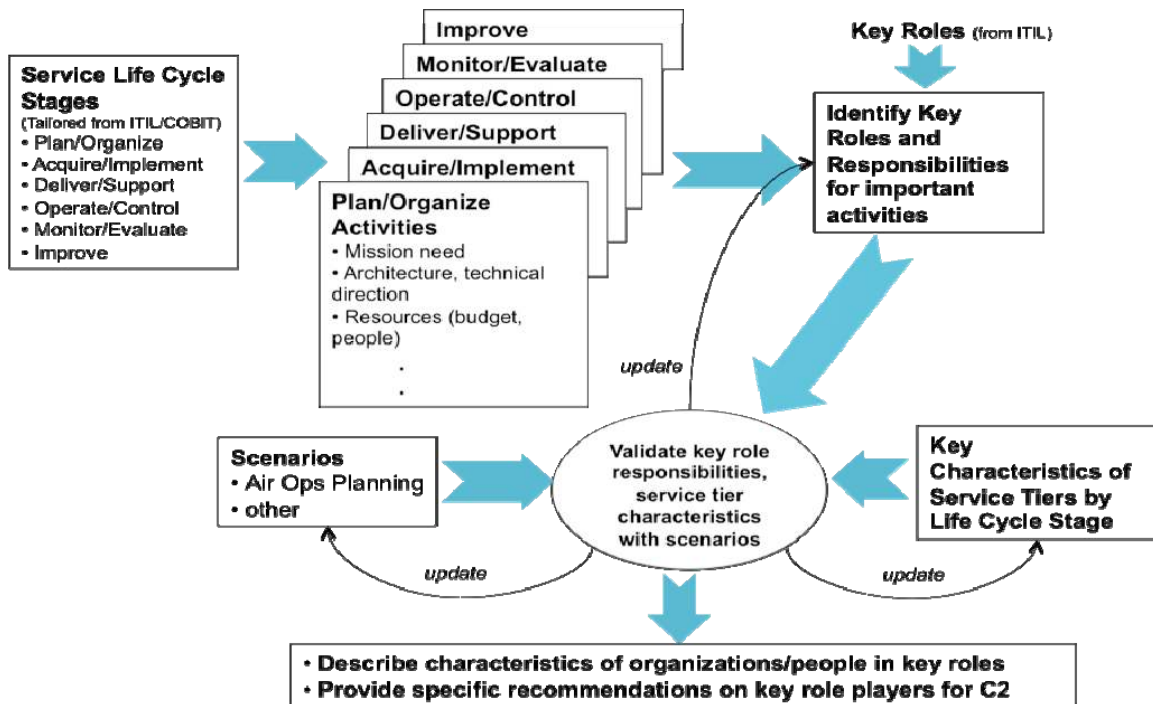 Service Life Cycle
Stages
(Tailored from ITIL/COBIT)
• Plan/Organize
• Acquire/Implement
• Deliver/Support
• Operate/Control
• Monitor/Evaluate
• Improve
Improve
Monitor/Evaluate
Operate/Control
Deliver/Support
Acquire/Implement
Plan/Organize
Activities
• Mission need
• Architecture, technical
direction
• Resources (budget,
people)
.
.
Key Roles (from ITIL)
Identify Key
Roles and
Responsibilities
for important
activities
update
Scenarios
• Air Ops Planning
• other
Validate key role
responsibilities,
service tier
characteristics
with scenarios
Key
Characteristics of
Service Tiers by
Life Cycle Stage
update
update
• Describe characteristics of organizations/people in key roles
• Provide specific recommendations on key role players for C2